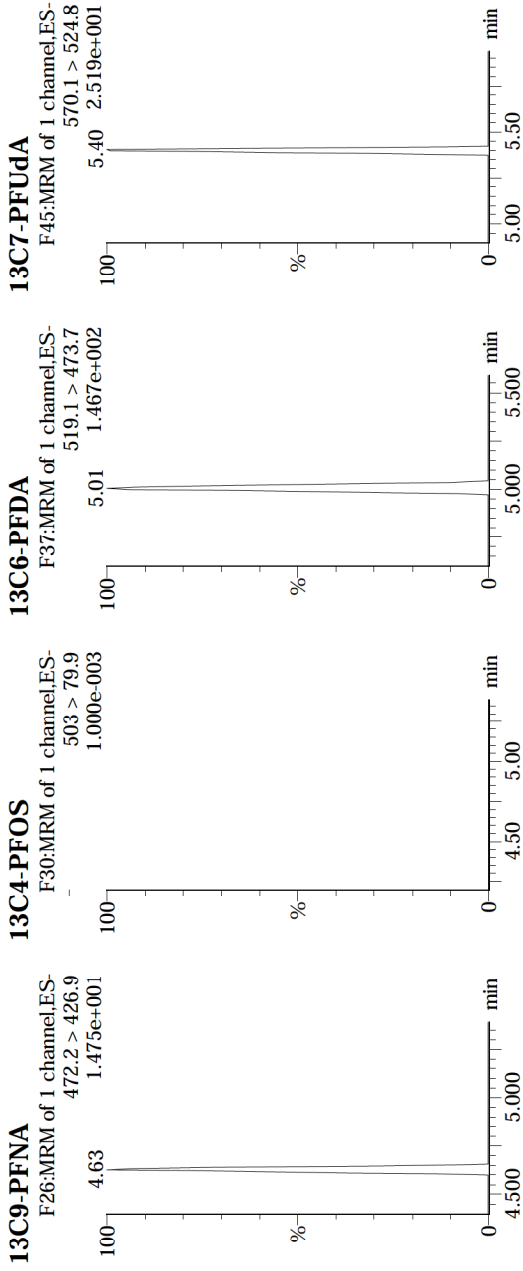 13C9-PFNA
F26:MRM of 1 channel,ES-
472.2 > 426.9
1.475e+001
4.63
100
%
0
4.500
5.000
min
13C4-PFOS
F30:MRM of 1 channel,ES-
503 > 79.9
1.000e-003
100
%
0
4.50
5.00
min
13C6-PFDA
F37:MRM of 1 channel,ES-
519.1 > 473.7
1.467e+002
5.01
100
%
0
5.000
5.500
min
13C7-PFUdA
F45:MRM of 1 channel,ES-
570.1 > 524.8
2.519e+001
5.40
100
%
0
5.00
5.50
min